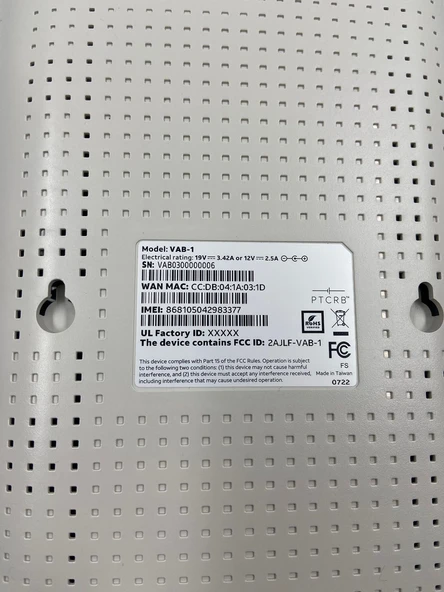 Model: VAB-1
Electrical rating: 19V⎓ 3.42A or 12V⎓ 2.5A
SN: VAB0300000006
WAN MAC: CC:DB:04:1A:03:1D
PTCRB™
IMEI: 868105042983377
RoHS
UL Factory ID: XXXXX
The device contains FCC ID: 2AJLF-VAB-1
FC
This device complies with Part 15 of the FCC Rules. Operation is subject
to the following two conditions: (1) this device may not cause harmful
interference, and (2) this device must accept any interference received,
including interference that may cause undesired operation.
FS
Made in Taiwan
0722